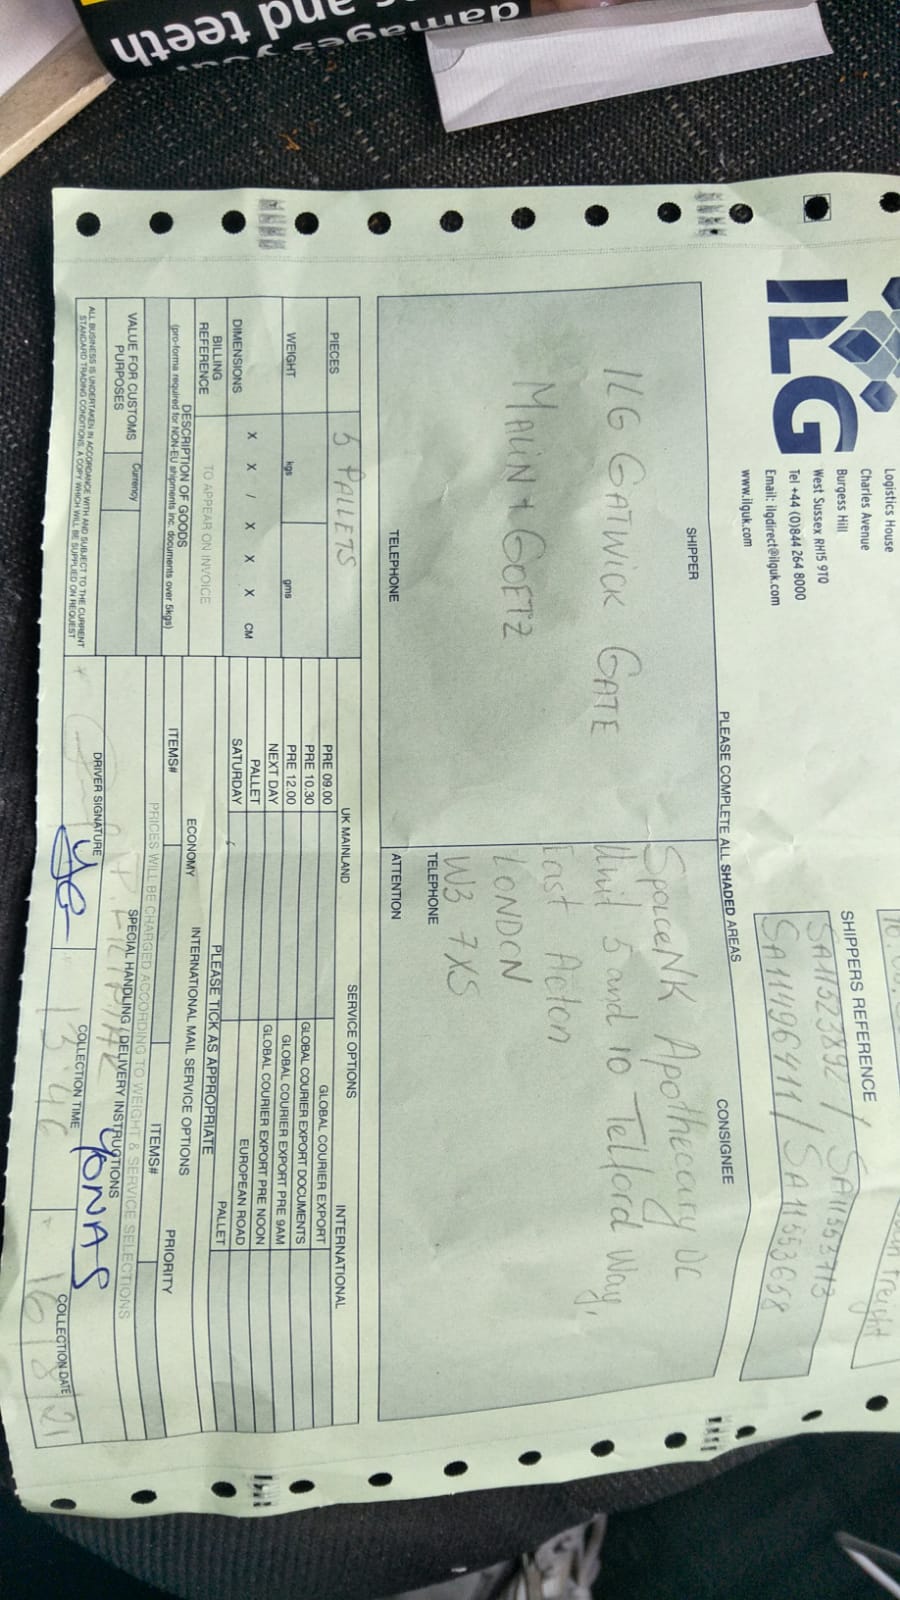 damages your
and teeth
ILG
Logistics House
Charles Avenue
Burgess Hill
West Sussex RH15 9TO
Tel +44 (0)844 264 8000
Email: ilgdirect@ilguk.com
www.ilguk.com
SHIPPERS REFERENCE
SA11523892 / SA11553713
SA11496411 / SA11553658
PLEASE COMPLETE ALL SHADED AREAS
SHIPPER
ILG GATWICK GATE
MALIN + GOETZ
TELEPHONE
CONSIGNEE
SpaceNK Apothecary DC
Unit 5 and 10 Telford Way,
East Acton
LONDON
W3 7XS
TELEPHONE
ATTENTION
PIECES 5 PALLETS
WEIGHT kgs gms
DIMENSIONS X X / X X X CM
BILLING REFERENCE TO APPEAR ON INVOICE
DESCRIPTION OF GOODS
(pro-forma required for NON-EU shipments inc. documents over 5kgs)
VALUE FOR CUSTOMS PURPOSES Currency
ALL BUSINESS IS UNDERTAKEN IN ACCORDANCE WITH AND SUBJECT TO THE CURRENT
STANDARD TRADING CONDITIONS, A COPY WHICH WILL BE SUPPLIED ON REQUEST
SERVICE OPTIONS
UK MAINLAND
PRE 09.00
PRE 10.30
PRE 12.00
NEXT DAY
PALLET
SATURDAY
INTERNATIONAL
GLOBAL COURIER EXPORT
GLOBAL COURIER EXPORT DOCUMENTS
GLOBAL COURIER EXPORT PRE 9AM
GLOBAL COURIER EXPORT PRE NOON
EUROPEAN ROAD
PALLET
PLEASE TICK AS APPROPRIATE
INTERNATIONAL MAIL SERVICE OPTIONS
ECONOMY PRIORITY
ITEMS# ITEMS#
PRICES WILL BE CHARGED ACCORDING TO WEIGHT & SERVICE SELECTIONS
SPECIAL HANDLING / DELIVERY INSTRUCTIONS
YONAS
DRIVER SIGNATURE
COLLECTION TIME
13:46
COLLECTION DATE
16/8/21